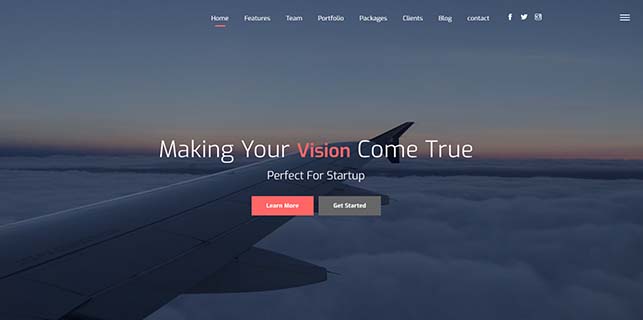 Home Features Team Portfolio Packages Clients Blog contact
Making Your Vision Come True
Perfect For Startup
Learn More Get Started